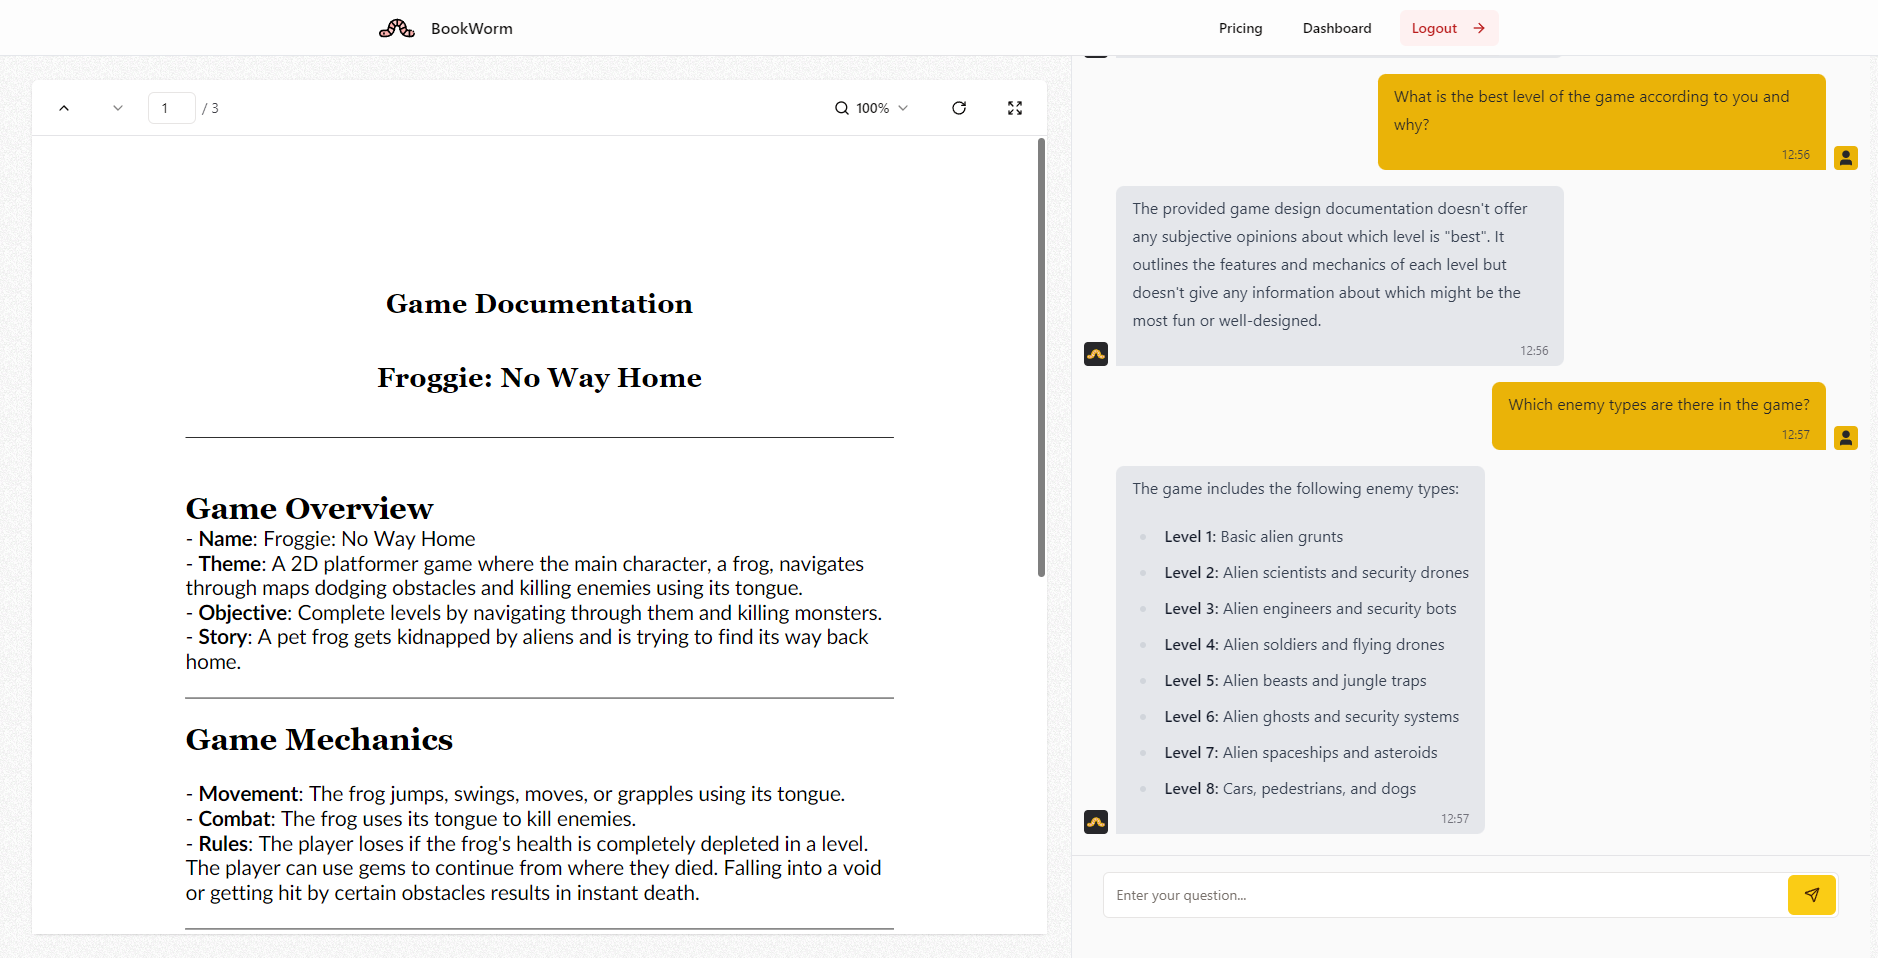 BookWorm
Pricing
Dashboard
Logout
1 / 3
100%
Game Documentation
Froggie: No Way Home
Game Overview
- Name: Froggie: No Way Home
- Theme: A 2D platformer game where the main character, a frog, navigates
through maps dodging obstacles and killing enemies using its tongue.
- Objective: Complete levels by navigating through them and killing monsters.
- Story: A pet frog gets kidnapped by aliens and is trying to find its way back
home.
Game Mechanics
- Movement: The frog jumps, swings, moves, or grapples using its tongue.
- Combat: The frog uses its tongue to kill enemies.
- Rules: The player loses if the frog's health is completely depleted in a level.
The player can use gems to continue from where they died. Falling into a void
or getting hit by certain obstacles results in instant death.
What is the best level of the game according to you and
why?
12:56
The provided game design documentation doesn't offer
any subjective opinions about which level is "best". It
outlines the features and mechanics of each level but
doesn't give any information about which might be the
most fun or well-designed.
12:56
Which enemy types are there in the game?
12:57
The game includes the following enemy types:
Level 1: Basic alien grunts
Level 2: Alien scientists and security drones
Level 3: Alien engineers and security bots
Level 4: Alien soldiers and flying drones
Level 5: Alien beasts and jungle traps
Level 6: Alien ghosts and security systems
Level 7: Alien spaceships and asteroids
Level 8: Cars, pedestrians, and dogs
12:57
Enter your question...